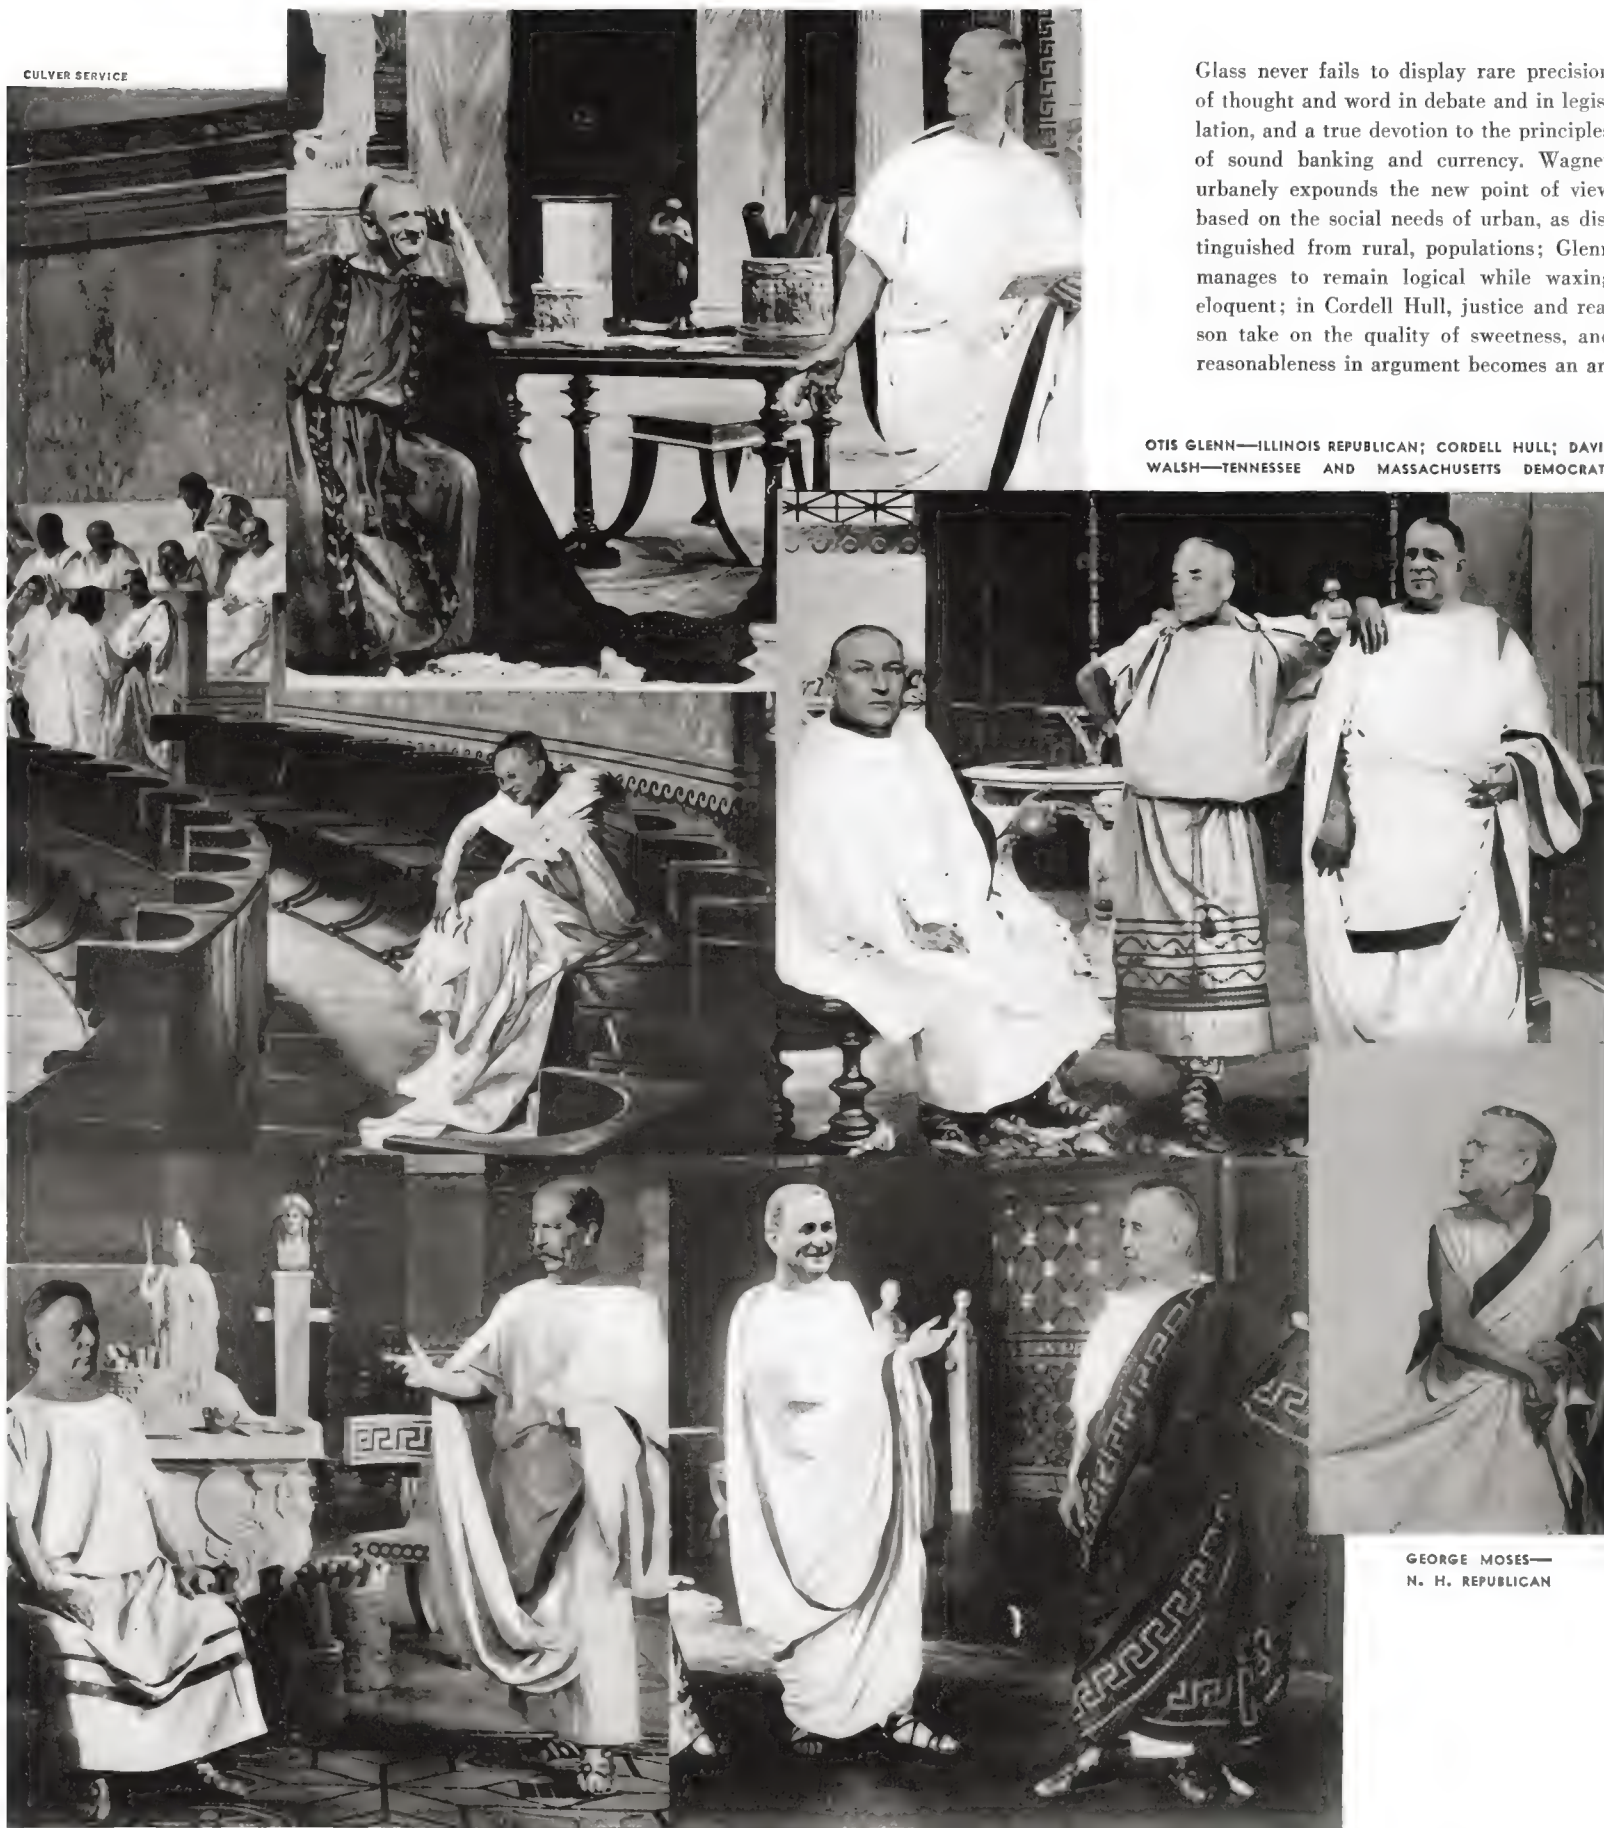 CULVER SERVICE
Glass never fails to display rare precision
of thought and word in debate and in legis
lation, and a true devotion to the principles
of sound banking and currency. Wagne
urbanely expounds the new point of view
based on the social needs of urban, as dis
tinguished from rural, populations; Glenn
manages to remain logical while waxing
eloquent; in Cordell Hull, justice and rea
son take on the quality of sweetness, and
reasonableness in argument becomes an ar
OTIS GLENN—ILLINOIS REPUBLICAN; CORDELL HULL; DAVI
WALSH—TENNESSEE AND MASSACHUSETTS DEMOCRAT
GEORGE MOSES—
N. H. REPUBLICAN